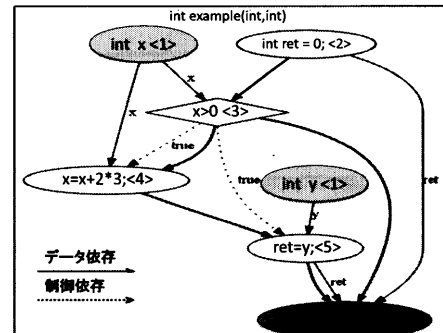 int example(int,int)
int x <1>
int ret = 0; <2>
x
x
x>0 <3>
true
x=x+2*3;<4>
true
int y <1>
ret
y
ret=y;<5>
ret
データ依存
制御依存